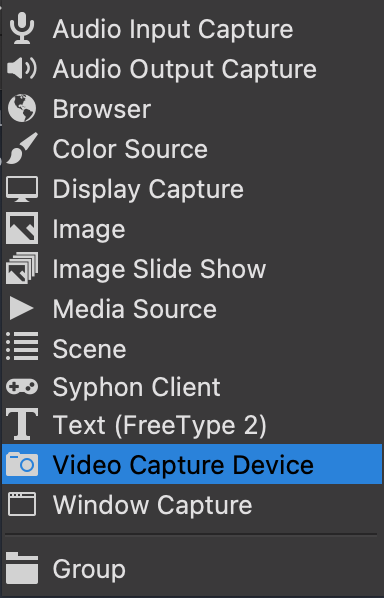 Audio Input Capture
Audio Output Capture
Browser
Color Source
Display Capture
Image
Image Slide Show
Media Source
Scene
Syphon Client
Text (FreeType 2)
Video Capture Device
Window Capture
Group